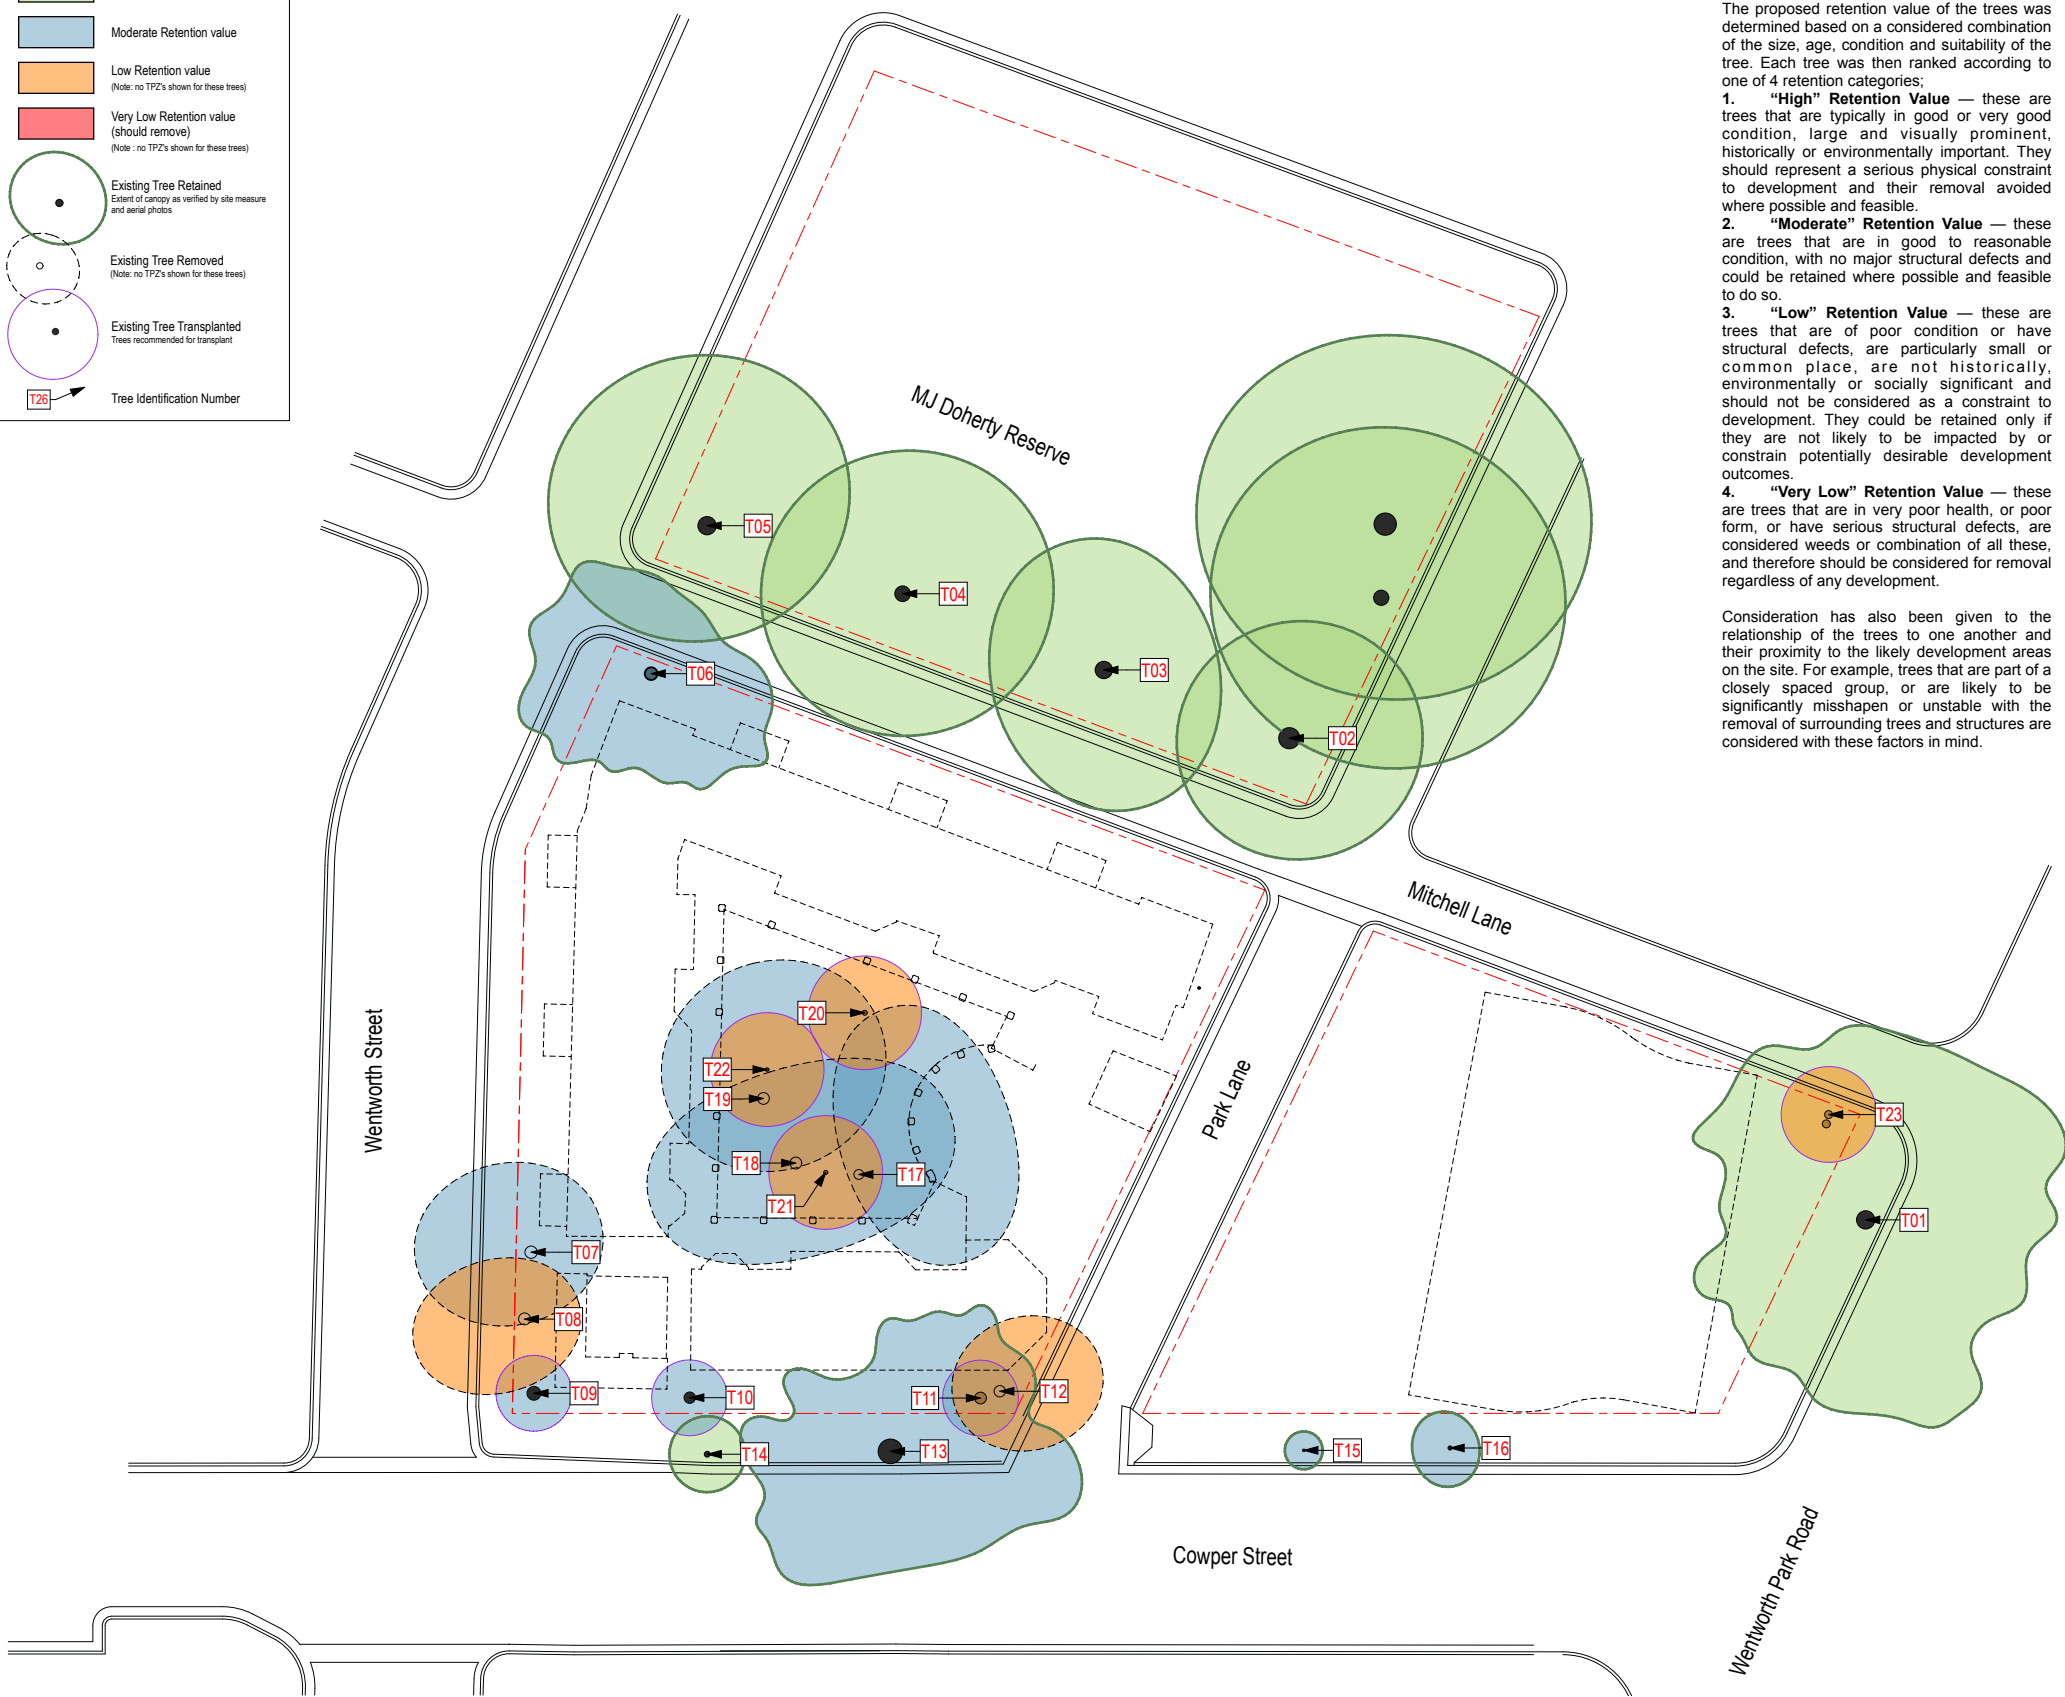 Moderate Retention value
Low Retention value
(Note: no TPZ's shown for these trees)
Very Low Retention value
(should remove)
(Note : no TPZ's shown for these trees)
Existing Tree Retained
Extent of canopy as verified by site measure
and aerial photos
Existing Tree Removed
(Note: no TPZ's shown for these trees)
Existing Tree Transplanted
Trees recommended for transplant
T26
Tree Identification Number
The proposed retention value of the trees was
determined based on a considered combination
of the size, age, condition and suitability of the
tree. Each tree was then ranked according to
one of 4 retention categories;
1. “High” Retention Value — these are
trees that are typically in good or very good
condition, large and visually prominent,
historically or environmentally important. They
should represent a serious physical constraint
to development and their removal avoided
where possible and feasible.
2. “Moderate” Retention Value — these
are trees that are in good to reasonable
condition, with no major structural defects and
could be retained where possible and feasible
to do so.
3. “Low” Retention Value — these are
trees that are of poor condition or have
structural defects, are particularly small or
common place, are not historically,
environmentally or socially significant and
should not be considered as a constraint to
development. They could be retained only if
they are not likely to be impacted by or
constrain potentially desirable development
outcomes.
4. “Very Low” Retention Value — these
are trees that are in very poor health, or poor
form, or have serious structural defects, are
considered weeds or combination of all these,
and therefore should be considered for removal
regardless of any development.
Consideration has also been given to the
relationship of the trees to one another and
their proximity to the likely development areas
on the site. For example, trees that are part of a
closely spaced group, or are likely to be
significantly misshapen or unstable with the
removal of surrounding trees and structures are
considered with these factors in mind.
MJ Doherty Reserve
T05
T04
T03
T06
T02
Mitchell Lane
Wentworth Street
T20
T22
T19
Park Lane
T23
T18
T17
T21
T01
T07
T08
T09
T10
T11
T12
T14
T13
T15
T16
Cowper Street
Wentworth Park Road